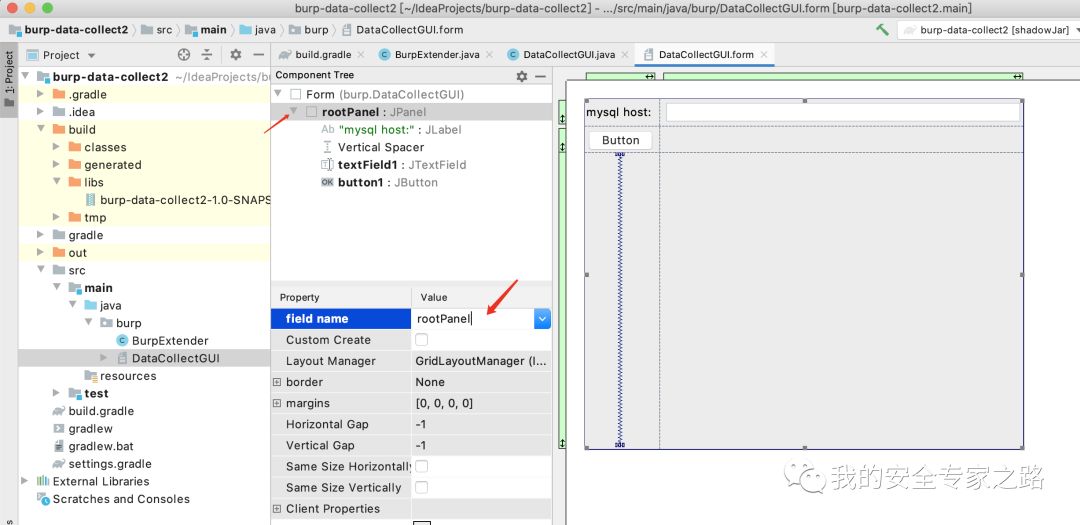 burp-data-collect2 [~/IdeaProjects/burp-data-collect2] - .../src/main/java/burp/DataCollectGUI.form [burp-data-collect2.main]
burp-data-collect2 src main java burp DataCollectGUI.form burp-data-collect2 [shadowJar]
1: Project
Project
build.gradle BurpExtender.java DataCollectGUI.java DataCollectGUI.form
burp-data-collect2 ~/IdeaProjects/bu
.gradle
.idea
build
classes
generated
libs
burp-data-collect2-1.0-SNAPS
tmp
gradle
out
src
main
java
burp
BurpExtender
DataCollectGUI
resources
test
build.gradle
gradlew
gradlew.bat
settings.gradle
External Libraries
Scratches and Consoles
Component Tree
Form (burp.DataCollectGUI)
rootPanel : JPanel
Ab "mysql host:" : JLabel
Vertical Spacer
textField1 : JTextField
OK button1 : JButton
Property Value
field name rootPanel
Custom Create
Layout Manager GridLayoutManager (I...
border None
margins [0, 0, 0, 0]
Horizontal Gap -1
Vertical Gap -1
Same Size Horizontally
Same Size Vertically
Client Properties
mysql host:
Button
我的安全专家之路